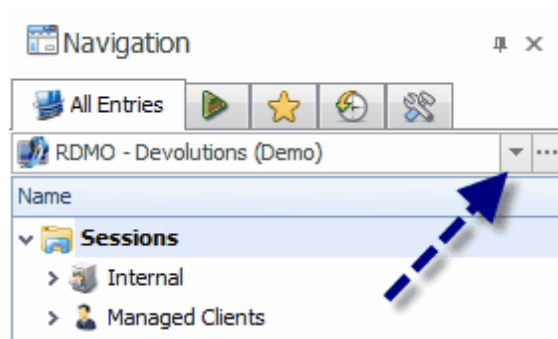 Navigation
All Entries
RDMO - Devolutions (Demo)
Name
Sessions
Internal
Managed Clients